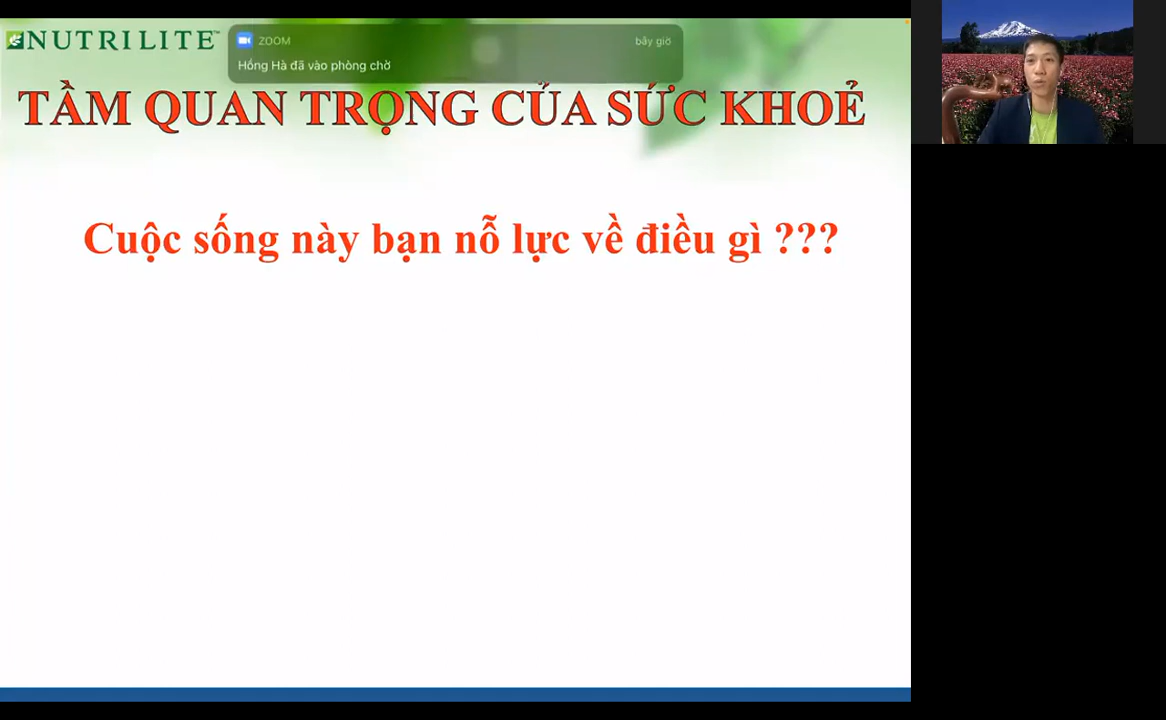 NUTRILITE™
ZOOM
bây giờ
Hồng Hà đã vào phòng chờ
TẦM QUAN TRỌNG CỦA SỨC KHOẺ
Cuộc sống này bạn nỗ lực về điều gì ???